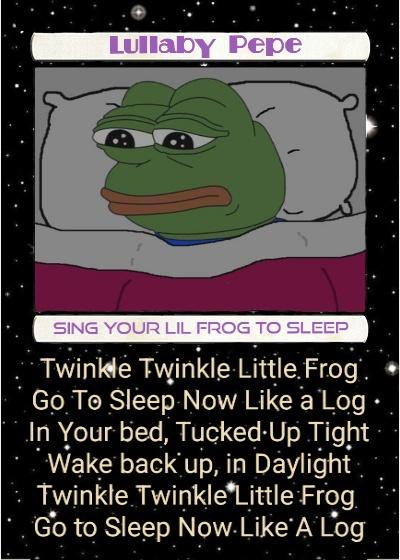 Lullaby Pepe
SING YOUR LIL FROG TO SLEEP
Twinkle Twinkle Little Frog
Go To Sleep Now Like a Log
In Your bed, Tucked Up Tight
Wake back up, in Daylight
Twinkle Twinkle Little Frog
Go to Sleep Now Like A Log